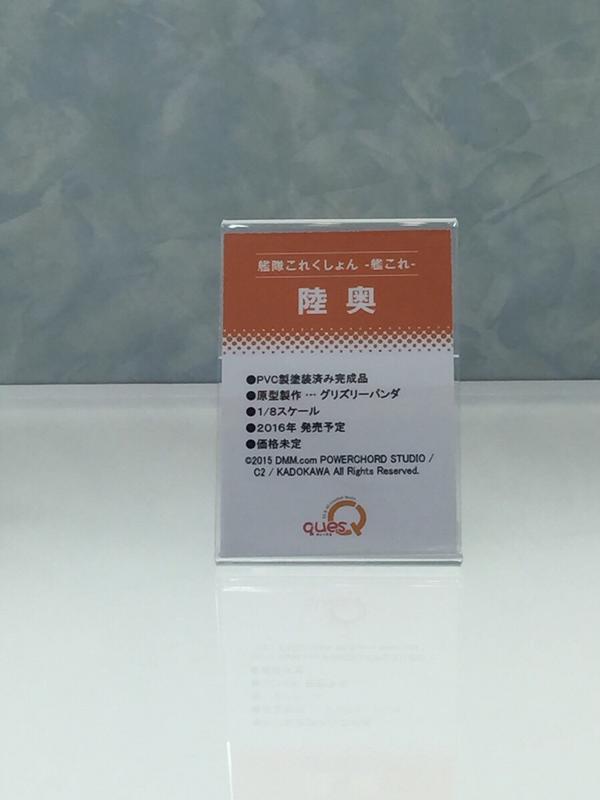 艦隊これくしょん -艦これ-
陸 奥
●PVC製塗装済み完成品
●原型製作 … グリズリーパンダ
●1/8スケール
●2016年 発売予定
●価格未定
©2015 DMM.com POWERCHORD STUDIO /
C2 / KADOKAWA All Rights Reserved.
quesQ